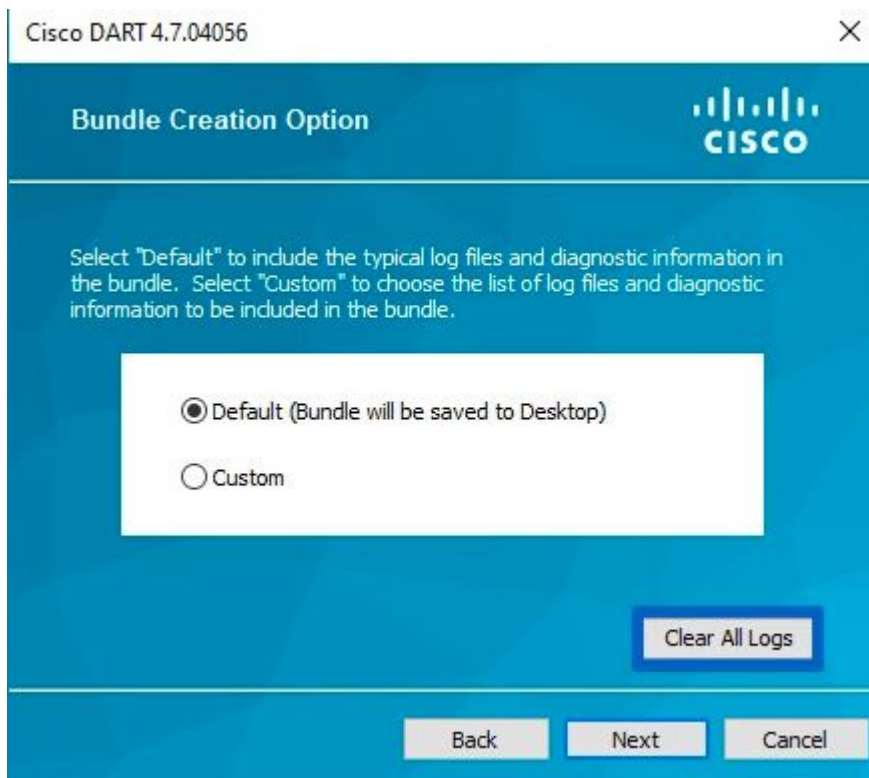 Cisco DART 4.7.04056
Bundle Creation Option
CISCO
Select "Default" to include the typical log files and diagnostic information in
the bundle.  Select "Custom" to choose the list of log files and diagnostic
information to be included in the bundle.
Default (Bundle will be saved to Desktop)
Custom
Clear All Logs
Back
Next
Cancel